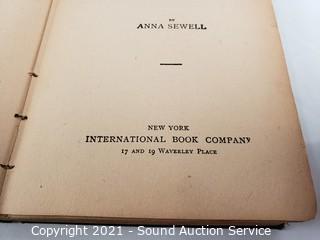 BY
ANNA SEWELL
NEW YORK
INTERNATIONAL BOOK COMPANY
17 AND 19 WAVERLEY PLACE
Copyright 2021 - Sound Auction Service